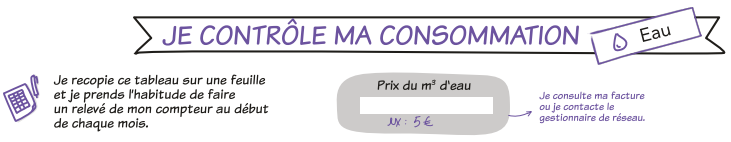 JE CONTRÔLE MA CONSOMMATION
Eau
Je recopie ce tableau sur une feuille
et je prends l'habitude de faire
un relevé de mon compteur au début
de chaque mois.
Prix du m³ d'eau
Nx : 5€
Je consulte ma facture
ou je contacte le
gestionnaire de réseau.